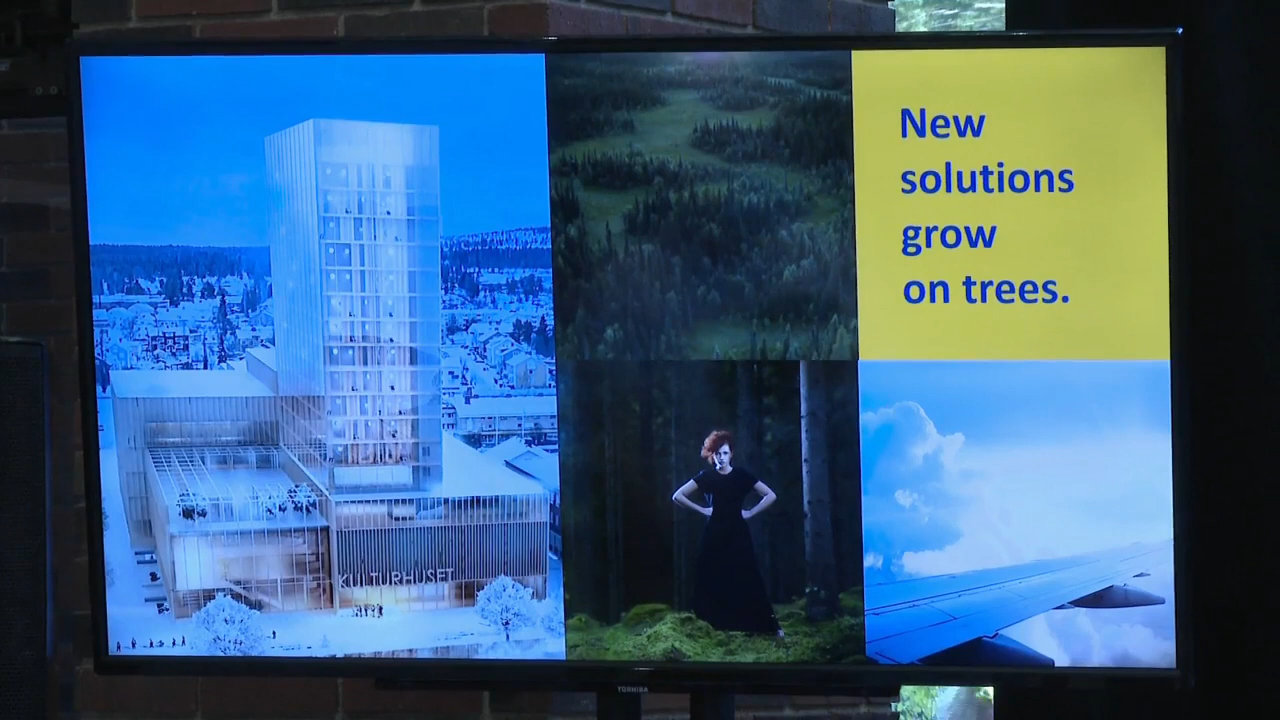 New
solutions
grow
on trees.
KULTURHUSET
TOSHIBA